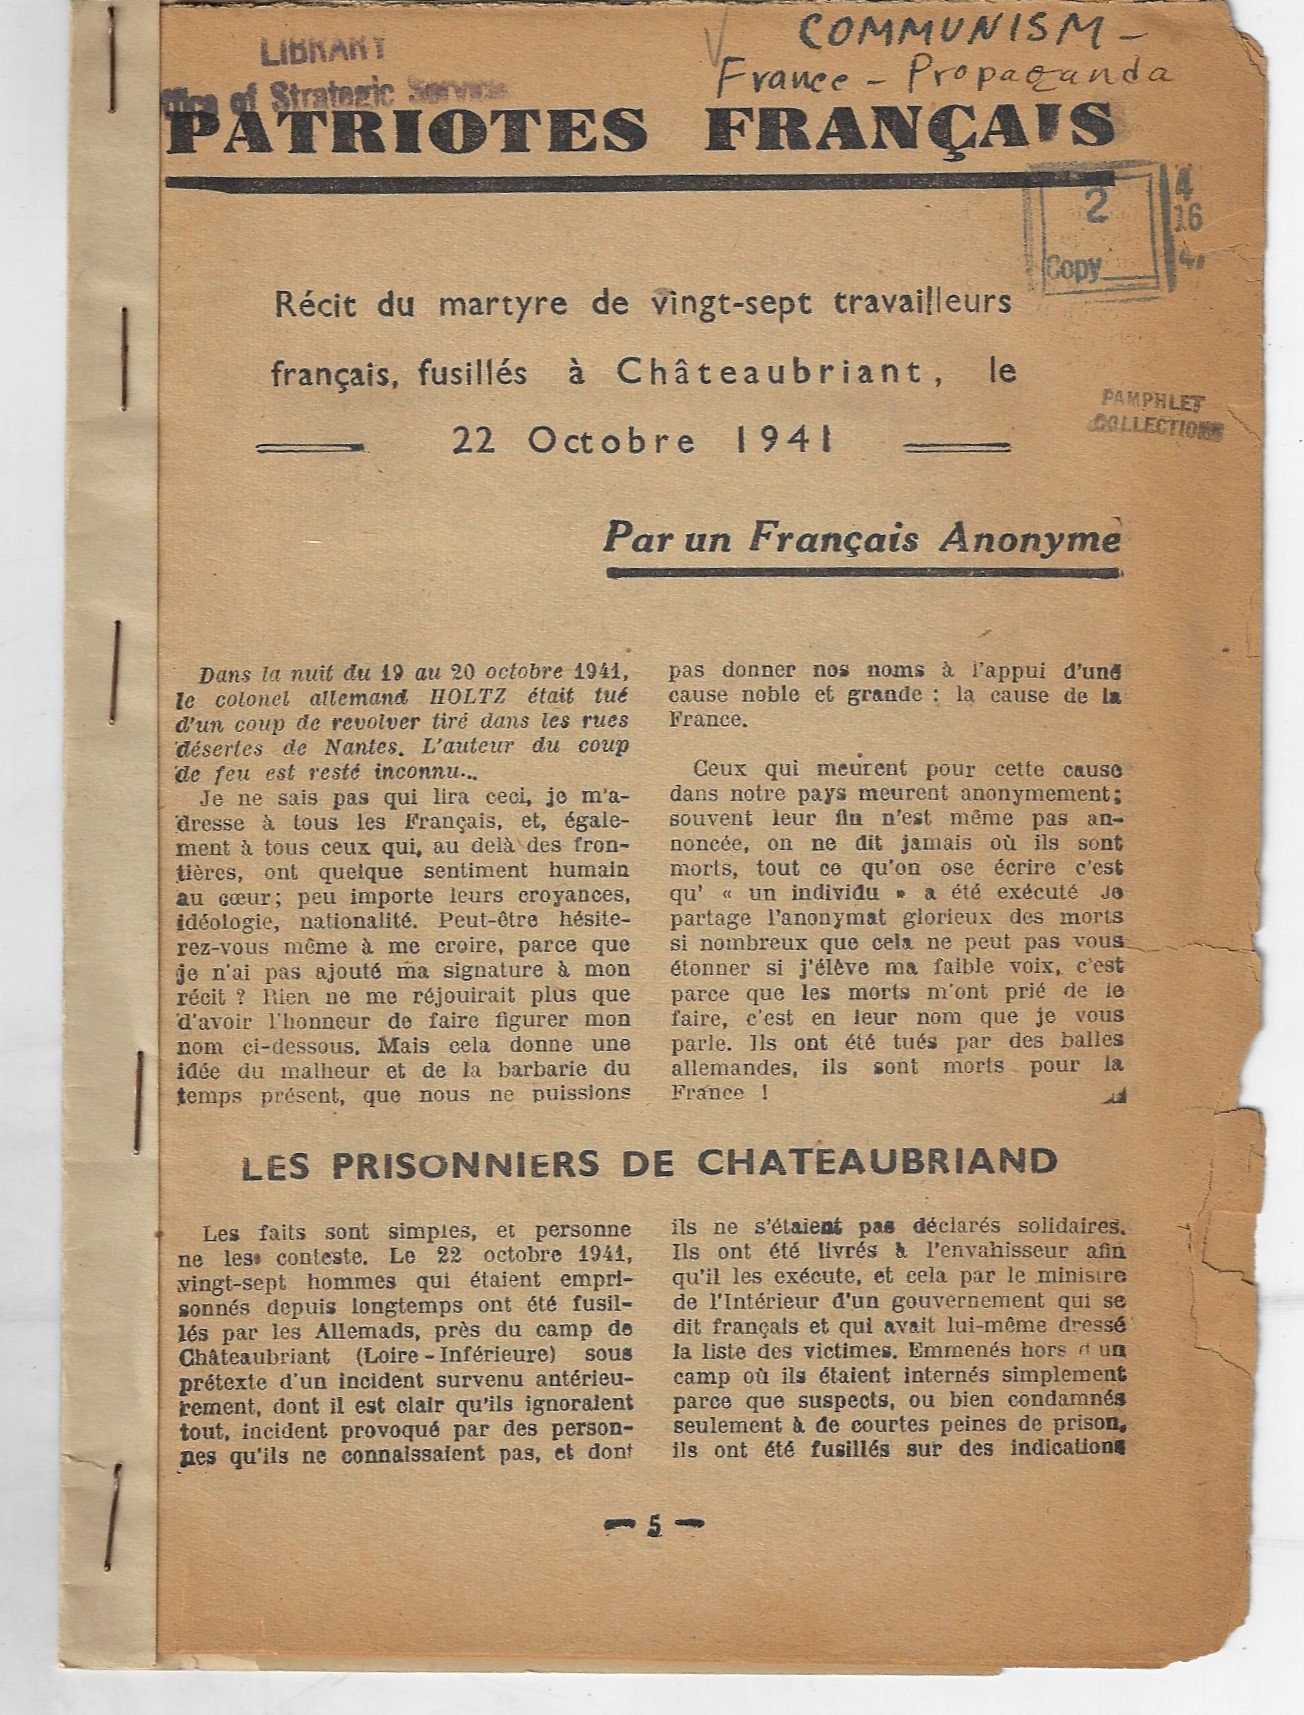 COMMUNISM -
France - Propaganda
LIBRARY
Office of Strategic Services
PATRIOTES FRANÇAIS
2
Copy
4
16
Récit du martyre de vingt-sept travailleurs
français, fusillés à Châteaubriant, le
22 Octobre 1941
PAMPHLET
COLLECTIONS
Par un Français Anonyme
Dans la nuit du 19 au 20 octobre 1941,
le colonel allemand HOLTZ était tué
d'un coup de revolver tiré dans les rues
désertes de Nantes. L'auteur du coup
de feu est resté inconnu...
Je ne sais pas qui lira ceci, je m'a-
dresse à tous les Français, et, égale-
ment à tous ceux qui, au delà des fron-
tières, ont quelque sentiment humain
au cœur; peu importe leurs croyances,
idéologie, nationalité. Peut-être hésite-
rez-vous même à me croire, parce que
je n'ai pas ajouté ma signature à mon
récit ? Rien ne me réjouirait plus que
d'avoir l'honneur de faire figurer mon
nom ci-dessous. Mais cela donne une
idée du malheur et de la barbarie du
temps présent, que nous ne puissions
pas donner nos noms à l'appui d'une
cause noble et grande : la cause de la
France.
Ceux qui meurent pour cette cause
dans notre pays meurent anonymement;
souvent leur fin n'est même pas an-
noncée, on ne dit jamais où ils sont
morts, tout ce qu'on ose écrire c'est
qu' « un individu » a été exécuté Je
partage l'anonymat glorieux des morts
si nombreux que cela ne peut pas vous
étonner si j'élève ma faible voix, c'est
parce que les morts m'ont prié de le
faire, c'est en leur nom que je vous
parle. Ils ont été tués par des balles
allemandes, ils sont morts pour la
France !
LES PRISONNIERS DE CHATEAUBRIAND
Les faits sont simples, et personne
ne les conteste. Le 22 octobre 1941,
vingt-sept hommes qui étaient empri-
sonnés depuis longtemps ont été fusil-
lés par les Allemads, près du camp de
Châteaubriant (Loire-Inférieure) sous
prétexte d'un incident survenu antérieu-
rement, dont il est clair qu'ils ignoraient
tout, incident provoqué par des person-
nes qu'ils ne connaissaient pas, et dont
ils ne s'étaient pas déclarés solidaires.
Ils ont été livrés à l'envahisseur afin
qu'il les exécute, et cela par le ministre
de l'Intérieur d'un gouvernement qui se
dit français et qui avait lui-même dressé
la liste des victimes. Emmenés hors d'un
camp où ils étaient internés simplement
parce que suspects, ou bien condamnés
seulement à de courtes peines de prison,
ils ont été fusillés sur des indications
— 5 —